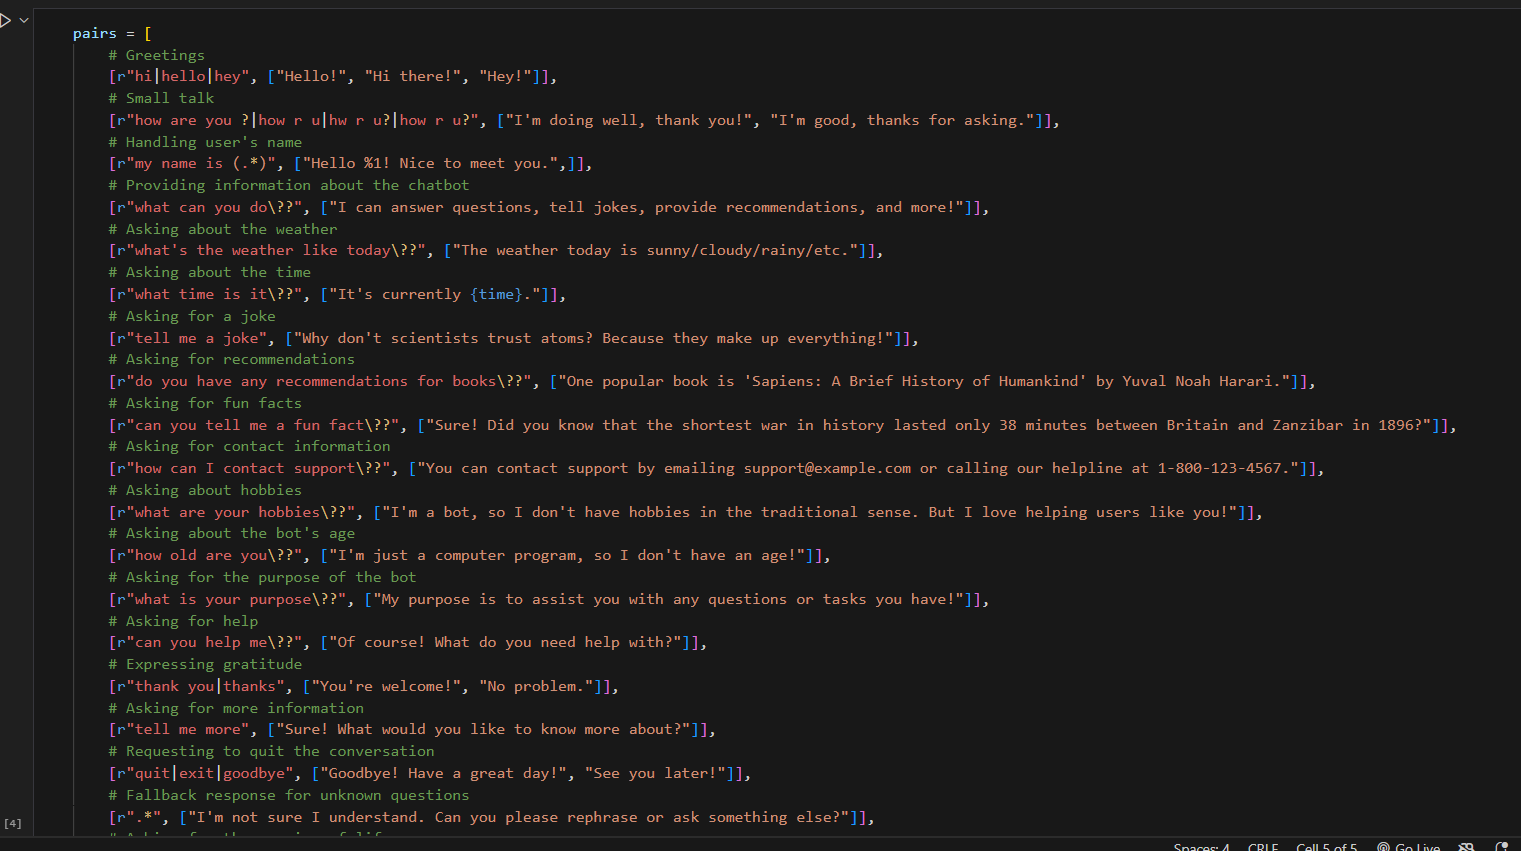 pairs = [
# Greetings
[r"hi|hello|hey", ["Hello!", "Hi there!", "Hey!"]],
# Small talk
[r"how are you ?|how r u|hw r u?|how r u?", ["I'm doing well, thank you!", "I'm good, thanks for asking."]],
# Handling user's name
[r"my name is (.*)", ["Hello %1! Nice to meet you.",]],
# Providing information about the chatbot
[r"what can you do\??", ["I can answer questions, tell jokes, provide recommendations, and more!"]],
# Asking about the weather
[r"what's the weather like today\??", ["The weather today is sunny/cloudy/rainy/etc."]],
# Asking about the time
[r"what time is it\??", ["It's currently {time}."]],
# Asking for a joke
[r"tell me a joke", ["Why don't scientists trust atoms? Because they make up everything!"]],
# Asking for recommendations
[r"do you have any recommendations for books\??", ["One popular book is 'Sapiens: A Brief History of Humankind' by Yuval Noah Harari."]],
# Asking for fun facts
[r"can you tell me a fun fact\??", ["Sure! Did you know that the shortest war in history lasted only 38 minutes between Britain and Zanzibar in 1896?"]],
# Asking for contact information
[r"how can I contact support\??", ["You can contact support by emailing support@example.com or calling our helpline at 1-800-123-4567."]],
# Asking about hobbies
[r"what are your hobbies\??", ["I'm a bot, so I don't have hobbies in the traditional sense. But I love helping users like you!"]],
# Asking about the bot's age
[r"how old are you\??", ["I'm just a computer program, so I don't have an age!"]],
# Asking for the purpose of the bot
[r"what is your purpose\??", ["My purpose is to assist you with any questions or tasks you have!"]],
# Asking for help
[r"can you help me\??", ["Of course! What do you need help with?"]],
# Expressing gratitude
[r"thank you|thanks", ["You're welcome!", "No problem."]],
# Asking for more information
[r"tell me more", ["Sure! What would you like to know more about?"]],
# Requesting to quit the conversation
[r"quit|exit|goodbye", ["Goodbye! Have a great day!", "See you later!"]],
# Fallback response for unknown questions
[r".*", ["I'm not sure I understand. Can you please rephrase or ask something else?"]],
[4]
Spaces: 4 CRLF Cell 5 of 5 Go Live